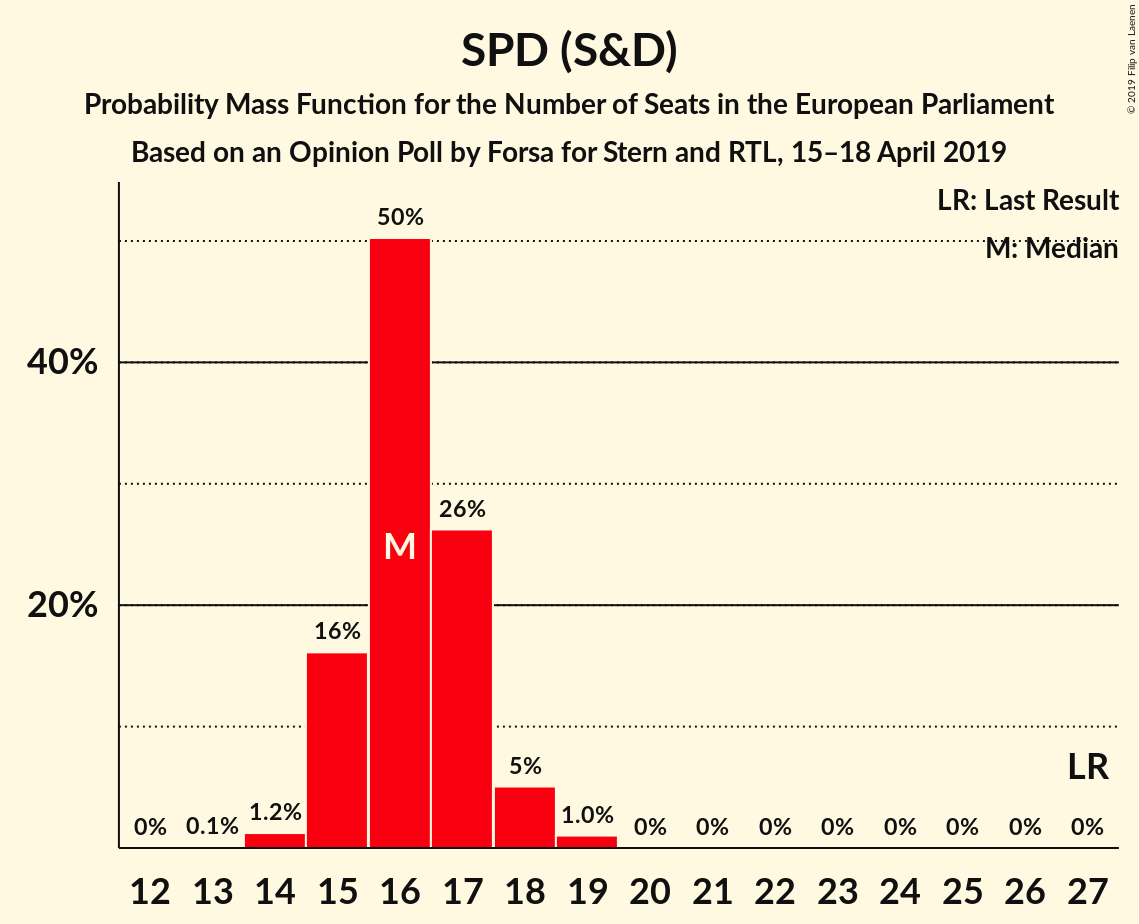 SPD (S&D)
Probability Mass Function for the Number of Seats in the European Parliament
Based on an Opinion Poll by Forsa for Stern and RTL, 15–18 April 2019
© 2019 Filip van Laenen
LR: Last Result
M: Median
40%
20%
0%
0.1%
1.2%
16%
50%
M
26%
5%
1.0%
0%
0%
0%
0%
0%
0%
0%
LR
0%
12 13 14 15 16 17 18 19 20 21 22 23 24 25 26 27